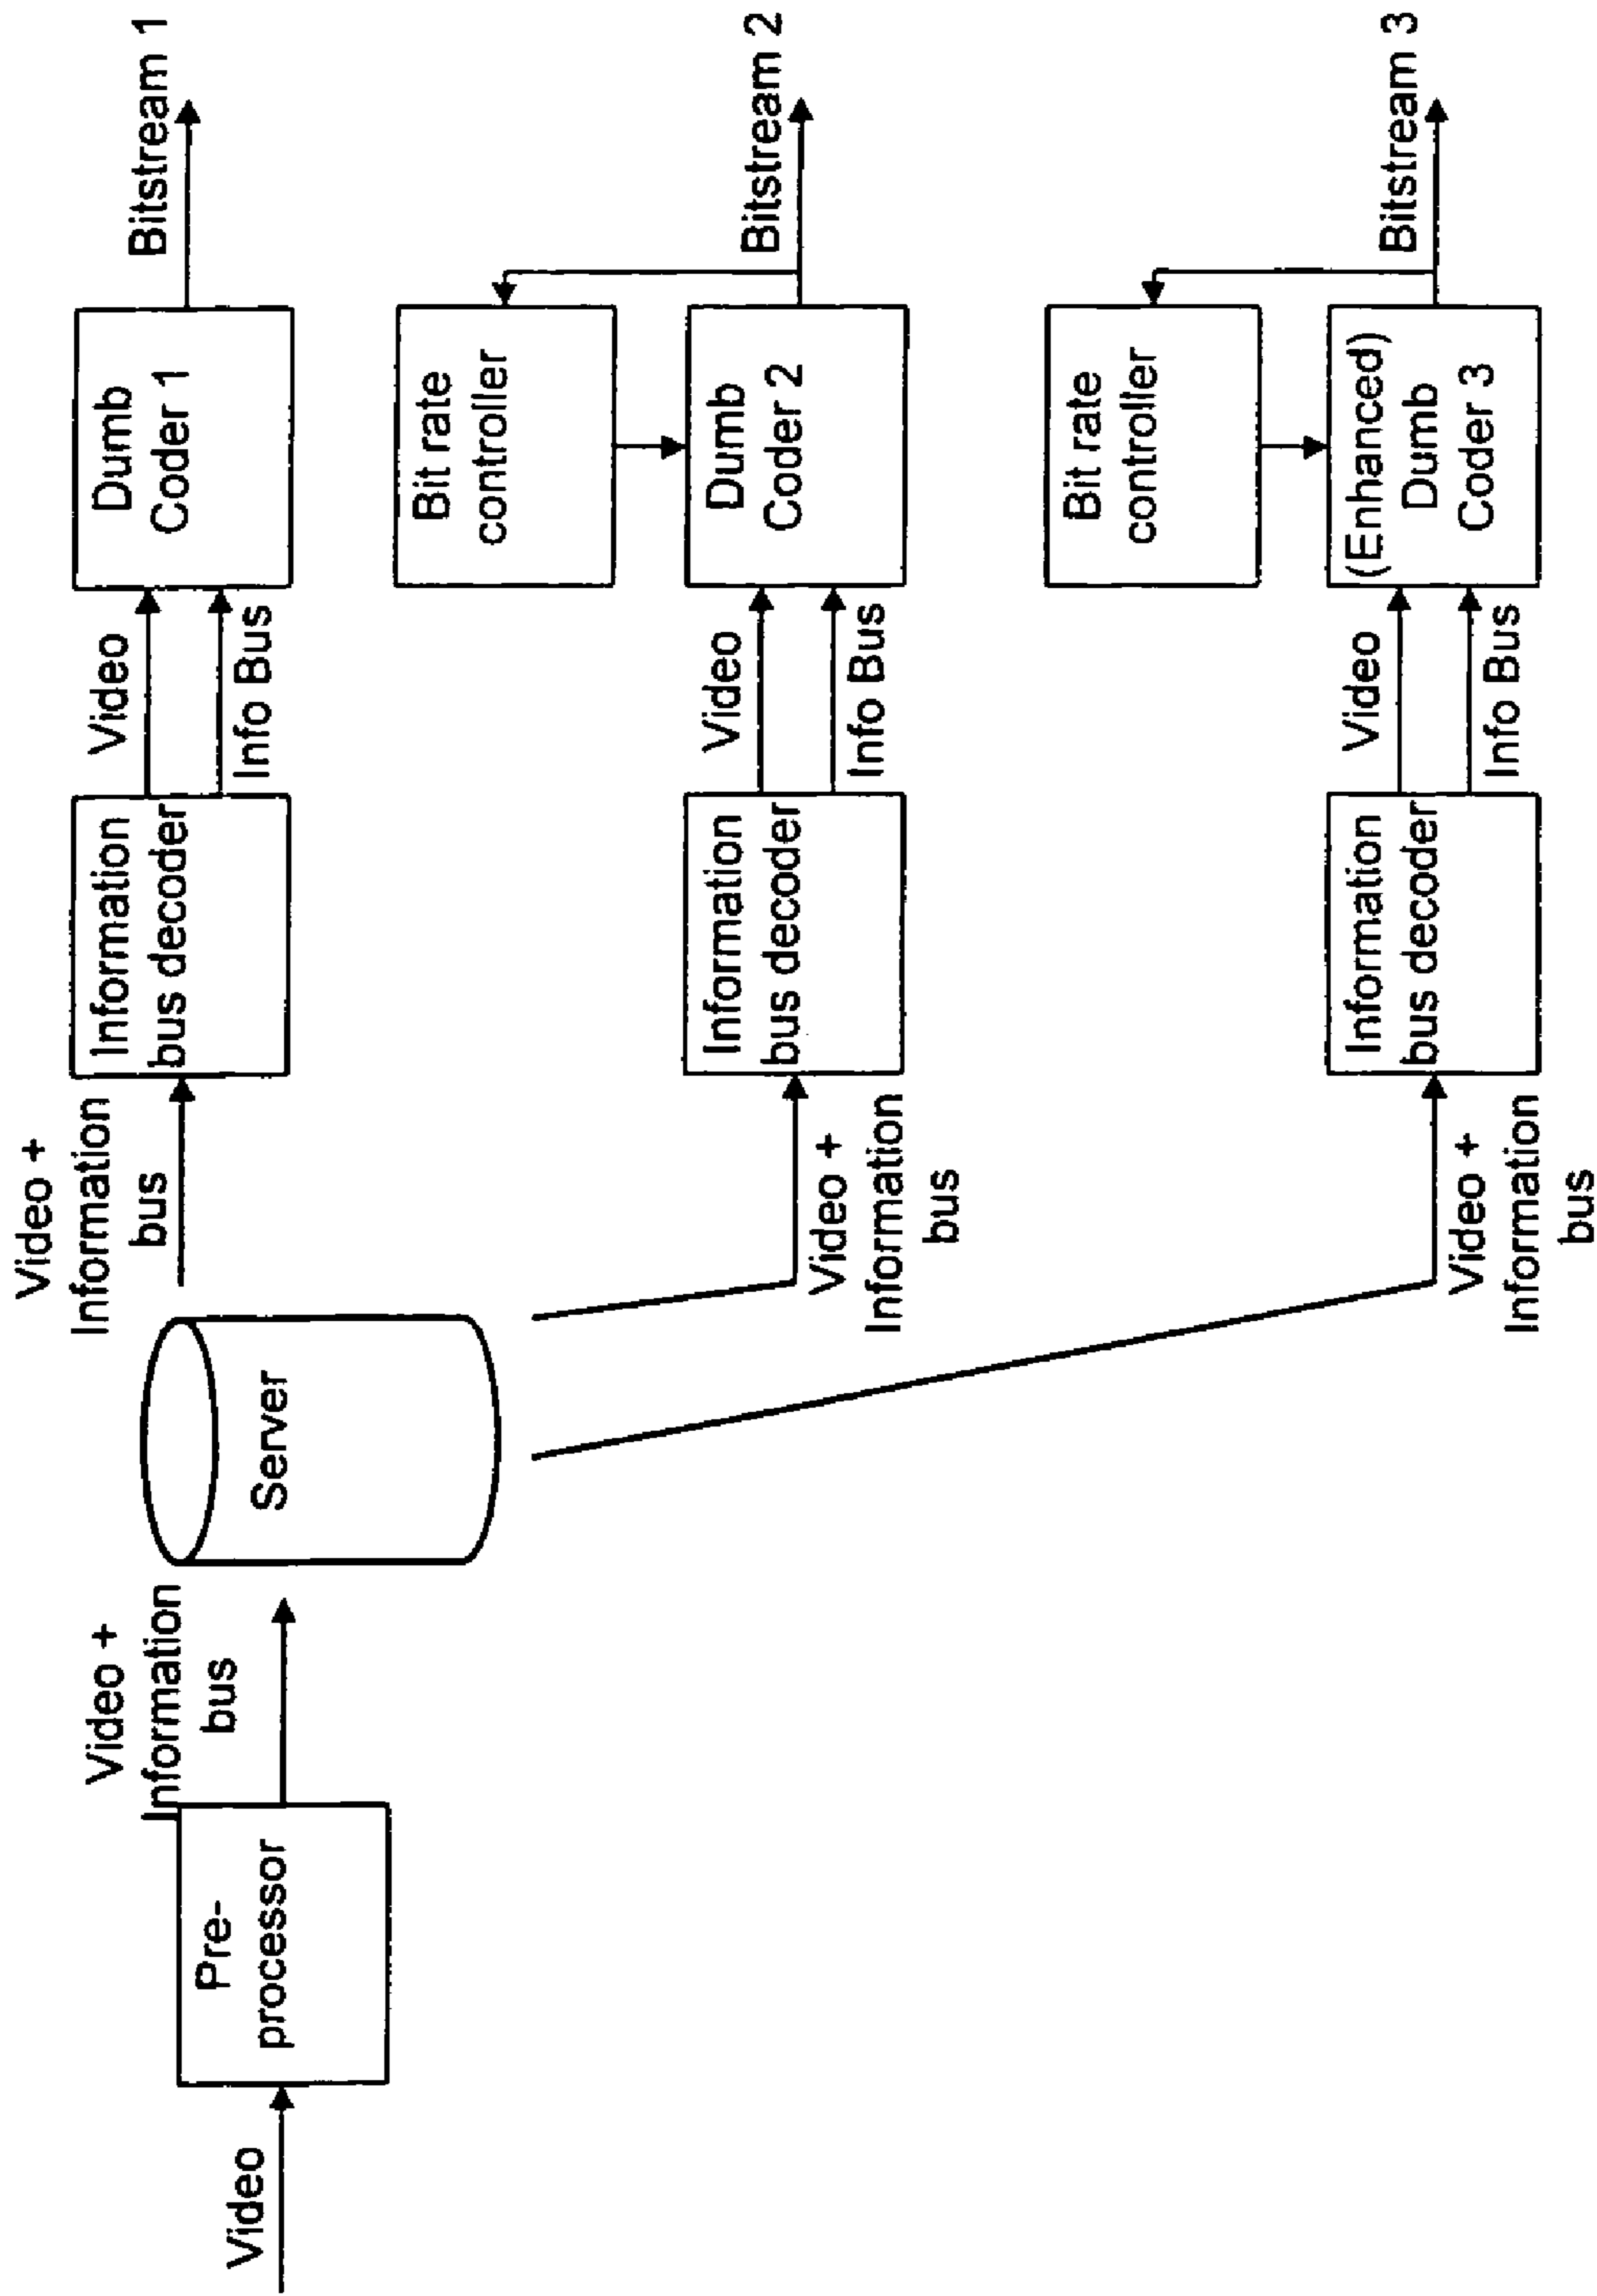 Video
Pre-
processor
Video +
Information
bus
Server
Video +
Information
bus
Information
bus decoder
Video
Info Bus
Dumb
Coder 1
Bitstream 1
Video +
Information
bus
Information
bus decoder
Video
Info Bus
Bit rate
controller
Dumb
Coder 2
Bitstream 2
Video +
Information
bus
Information
bus decoder
Video
Info Bus
Bit rate
controller
(Enhanced)
Dumb
Coder 3
Bitstream 3